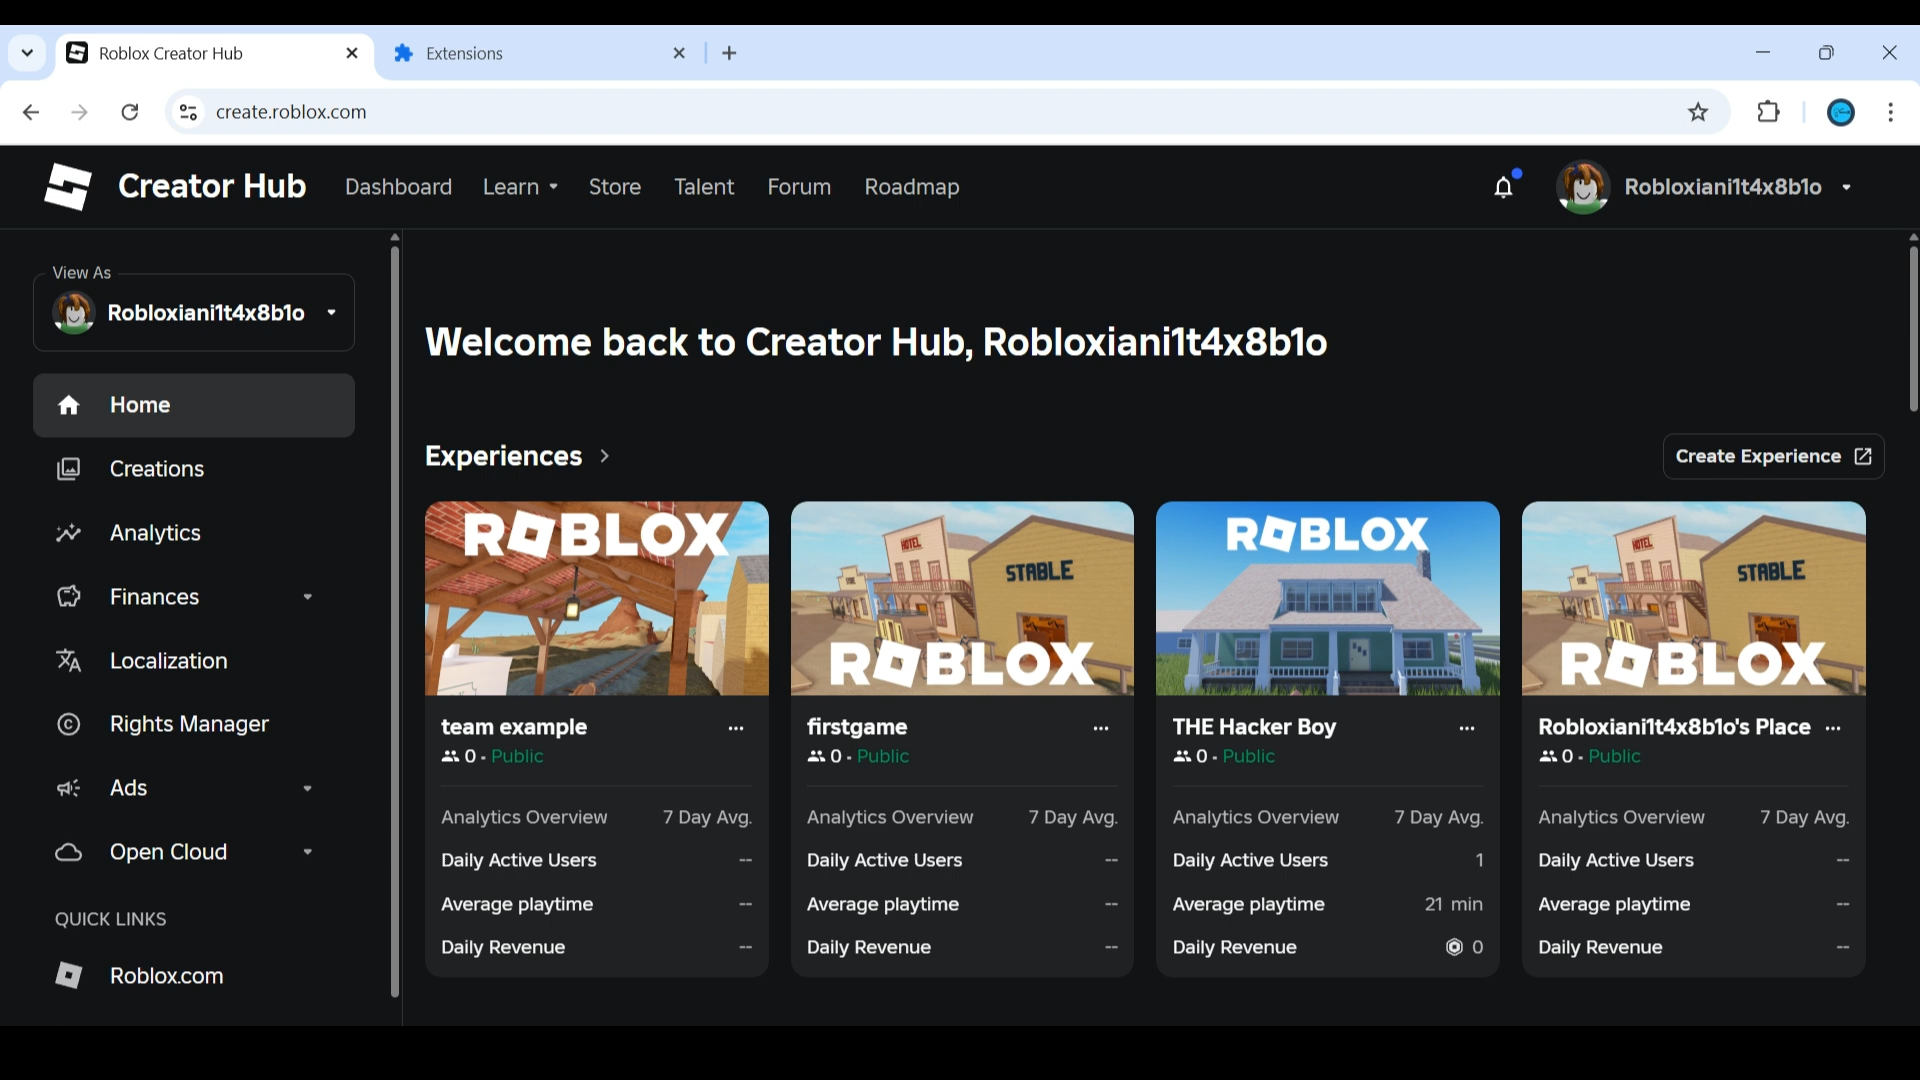 Roblox Creator Hub
Extensions
create.roblox.com
Creator Hub
Dashboard
Learn
Store
Talent
Forum
Roadmap
Robloxiani1t4x8b1o
View As
Robloxiani1t4x8b1o
Home
Creations
Analytics
Finances
Localization
Rights Manager
Ads
Open Cloud
QUICK LINKS
Roblox.com
Welcome back to Creator Hub, Robloxiani1t4x8b1o
Experiences
Create Experience
ROBLOX
team example
0 - Public
Analytics Overview 7 Day Avg.
Daily Active Users --
Average playtime --
Daily Revenue --
HOTEL
STABLE
ROBLOX
firstgame
0 - Public
Analytics Overview 7 Day Avg.
Daily Active Users --
Average playtime --
Daily Revenue --
ROBLOX
THE Hacker Boy
0 - Public
Analytics Overview 7 Day Avg.
Daily Active Users 1
Average playtime 21 min
Daily Revenue 0
HOTEL
STABLE
ROBLOX
Robloxiani1t4x8b1o's Place
0 - Public
Analytics Overview 7 Day Avg.
Daily Active Users --
Average playtime --
Daily Revenue --